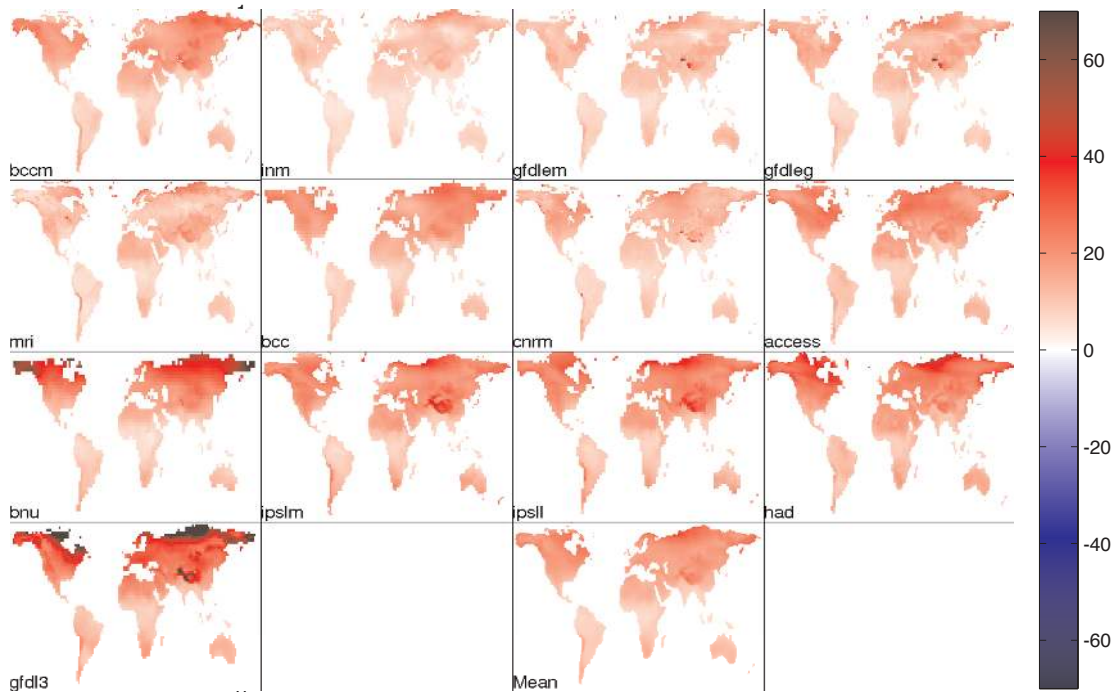 bccm
inm
gfdlem
gfdleg
mri
bcc
cnrm
access
bnu
ipslm
ipsll
had
gfdl3
Mean
60
40
20
0
-20
-40
-60